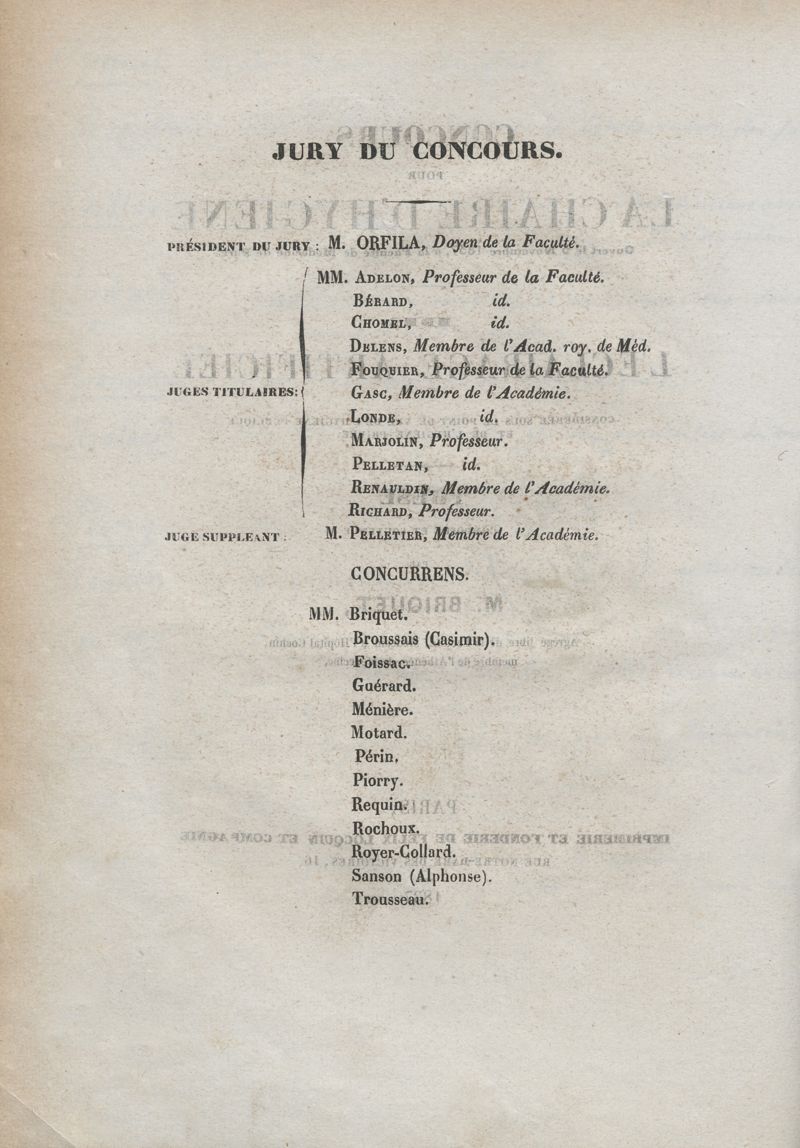 JURY DU CONCOURS.
PRÉSIDENT DU JURY : M. ORFILA, Doyen de la Faculté.
MM. ADELON, Professeur de la Faculté.
BÉRARD, id.
CHOMEL, id.
DELENS, Membre de l'Acad. roy. de Méd.
FOUQUIER, Professeur de la Faculté.
JUGES TITULAIRES: GASC, Membre de l'Académie.
LONDE, id.
MARJOLIN, Professeur.
PELLETAN, id.
RENAULDIN, Membre de l'Académie.
RICHARD, Professeur.
JUGE SUPPLEANT : M. PELLETIER, Membre de l'Académie.
CONCURRENS.
MM. Briquet.
Broussais (Casimir).
Foissac.
Guérard.
Ménière.
Motard.
Périn.
Piorry.
Requin.
Rochoux.
Royer-Collard.
Sanson (Alphonse).
Trousseau.